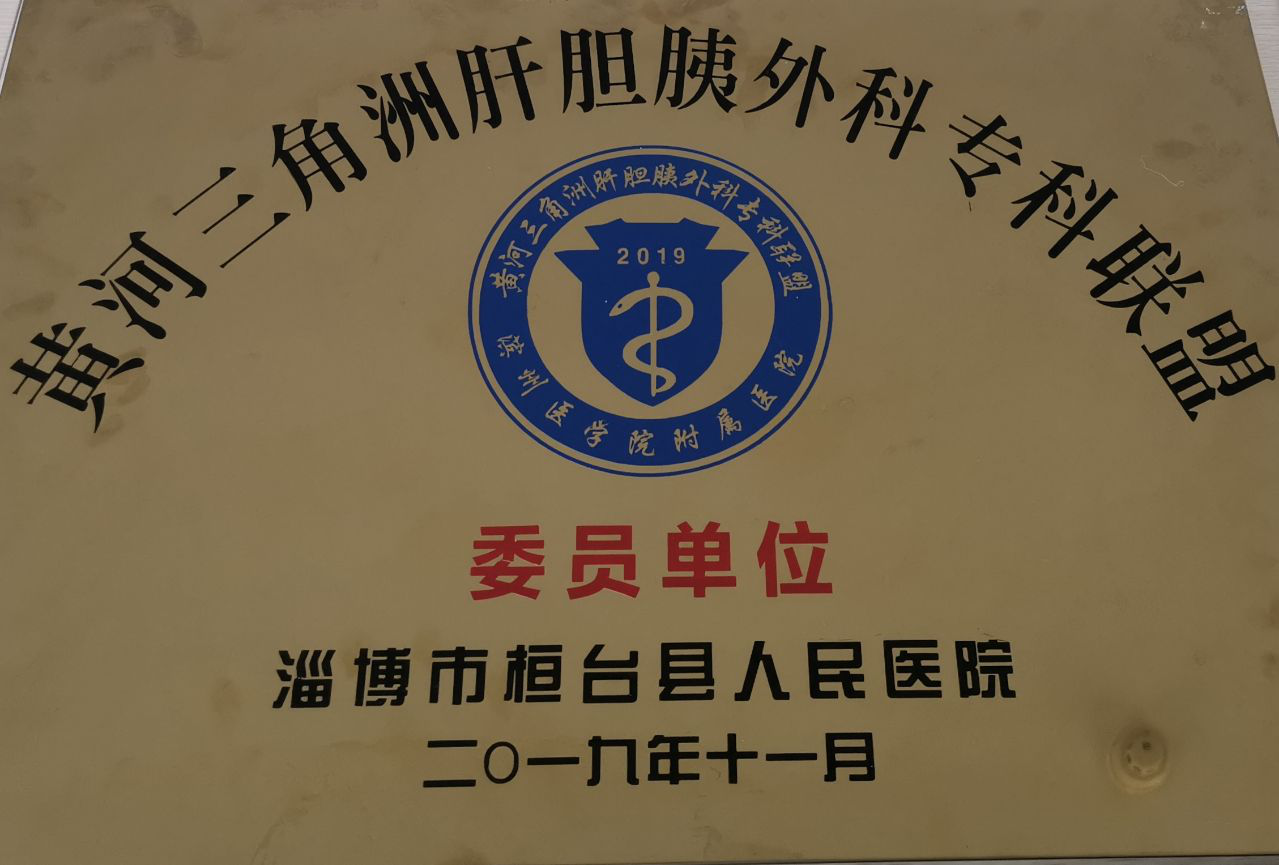 黄河三角洲肝胆胰外科专科联盟
黄河三角洲肝胆胰外科专科联盟
2019
滨州医学院附属医院
委员单位
淄博市桓台县人民医院
二〇一九年十一月